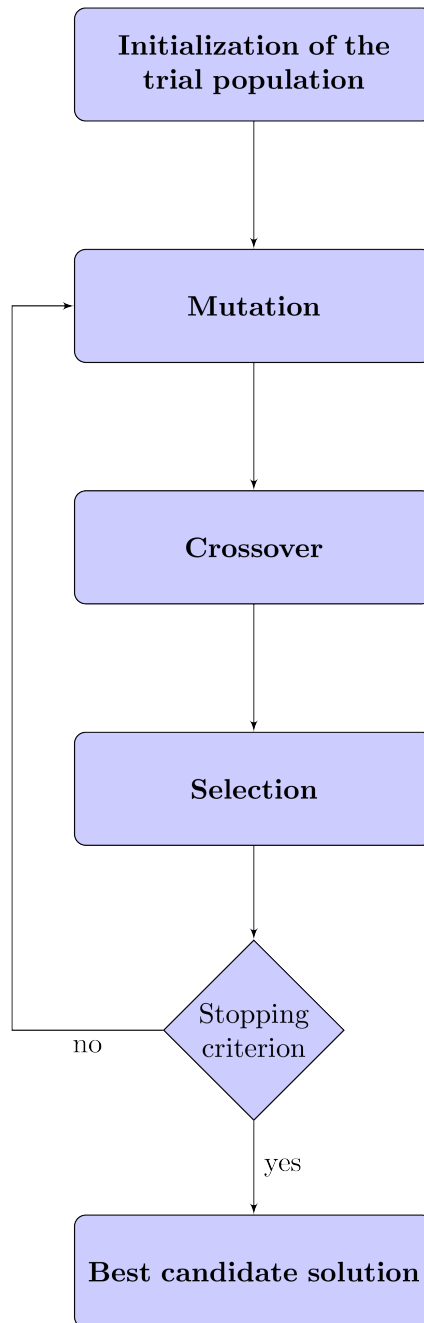 Initialization of the
trial population
Mutation
Crossover
Selection
Stopping
criterion
no
yes
Best candidate solution